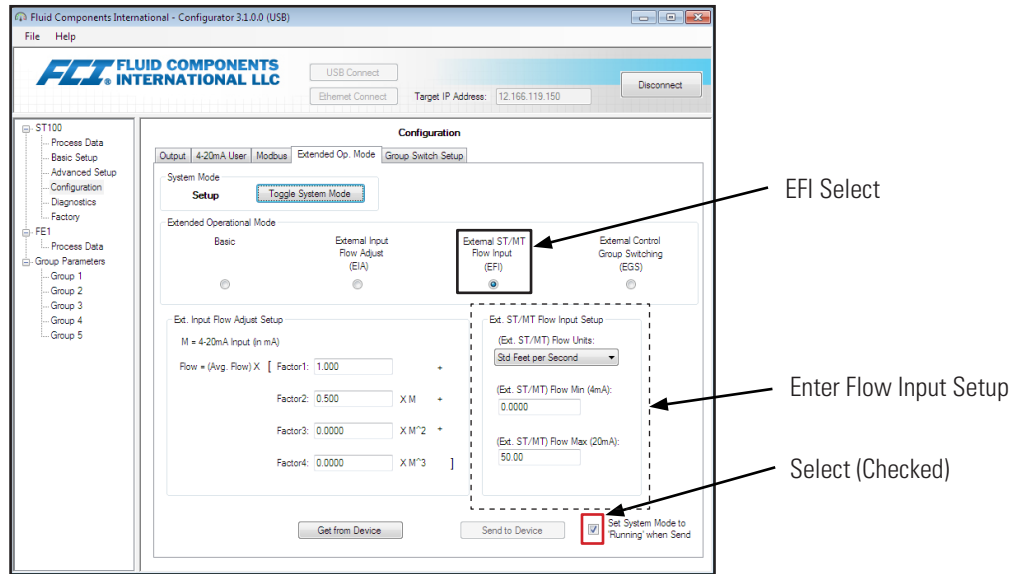 Fluid Components International - Configurator 3.1.0.0 (USB)
File Help
FCI. FLUID COMPONENTS
INTERNATIONAL LLC
USB Connect
Ethernet Connect
Target IP Address: 12.166.119.150
Disconnect
ST100
Process Data
Basic Setup
Advanced Setup
Configuration
Diagnostics
Factory
FE1
Process Data
Group Parameters
Group 1
Group 2
Group 3
Group 4
Group 5
Configuration
Output 4-20mA User Modbus Extended Op. Mode Group Switch Setup
System Mode
Setup Toggle System Mode
Extended Operational Mode
Basic
External Input
Flow Adjust
(EIA)
External ST/MT
Flow Input
(EFI)
External Control
Group Switching
(EGS)
Ext. Input Flow Adjust Setup
M = 4-20mA Input (in mA)
Flow = (Avg. Flow) X [ Factor1: 1.000 +
Factor2: 0.500 X M +
Factor3: 0.0000 X M^2 +
Factor4: 0.0000 X M^3 ]
Ext. ST/MT Flow Input Setup
(Ext. ST/MT) Flow Units:
Std Feet per Second
(Ext. ST/MT) Flow Min (4mA):
0.0000
(Ext. ST/MT) Flow Max (20mA):
50.00
Get from Device
Send to Device
Set System Mode to
'Running' when Send
EFI Select
Enter Flow Input Setup
Select (Checked)